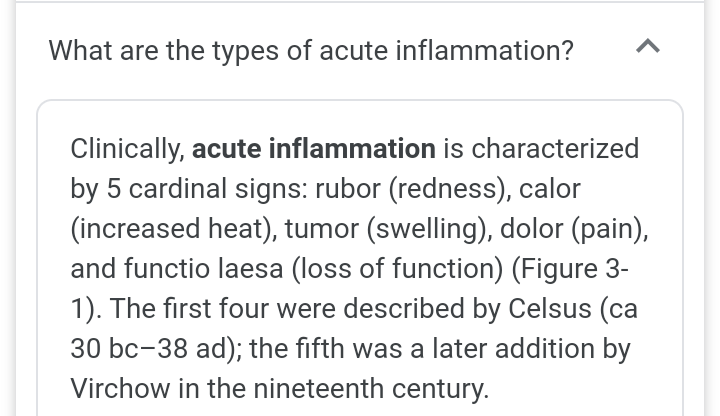 What are the types of acute inflammation?
Clinically, acute inflammation is characterized
by 5 cardinal signs: rubor (redness), calor
(increased heat), tumor (swelling), dolor (pain),
and functio laesa (loss of function) (Figure 3-
1). The first four were described by Celsus (ca
30 bc–38 ad); the fifth was a later addition by
Virchow in the nineteenth century.